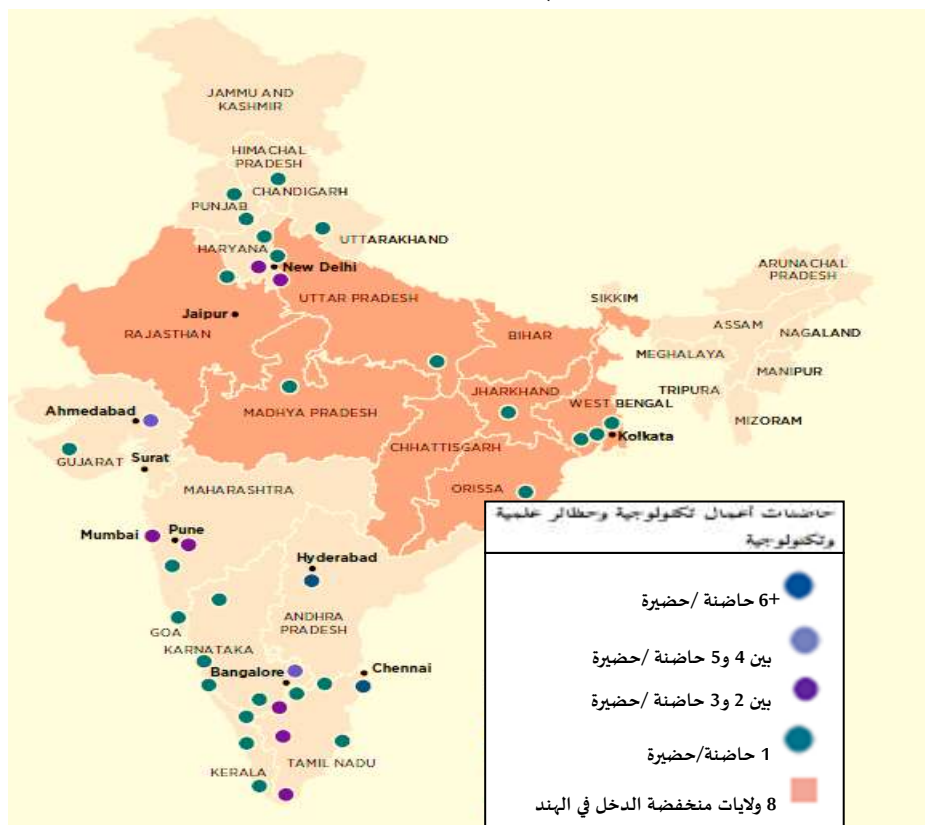 JAMMU AND
KASHMIR
HIMACHAL
PRADESH
CHANDIGARH
PUNJAB
UTTARAKHAND
HARYANA
New Delhi
ARUNACHAL
PRADESH
UTTAR PRADESH
SIKKIM
Jaipur
RAJASTHAN
BIHAR
ASSAM
NAGALAND
MEGHALAYA
MANIPUR
JHARKHAND
TRIPURA
WEST BENGAL
MADHYA PRADESH
Ahmedabad
MIZORAM
Kolkata
CHHATTISGARH
GUJARAT
Surat
MAHARASHTRA
ORISSA
Mumbai
Pune
Hyderabad
ANDHRA
PRADESH
GOA
KARNATAKA
Bangalore
Chennai
KERALA
TAMIL NADU
حاضنات أعمال تكنولوجية وحظائر علمية
وتكنولوجية
+6 حاضنة /حضيرة
بين 4 و5 حاضنة /حضيرة
بين 2 و3 حاضنة /حضيرة
1 حاضنة/حضيرة
8 ولايات منخفضة الدخل في الهند